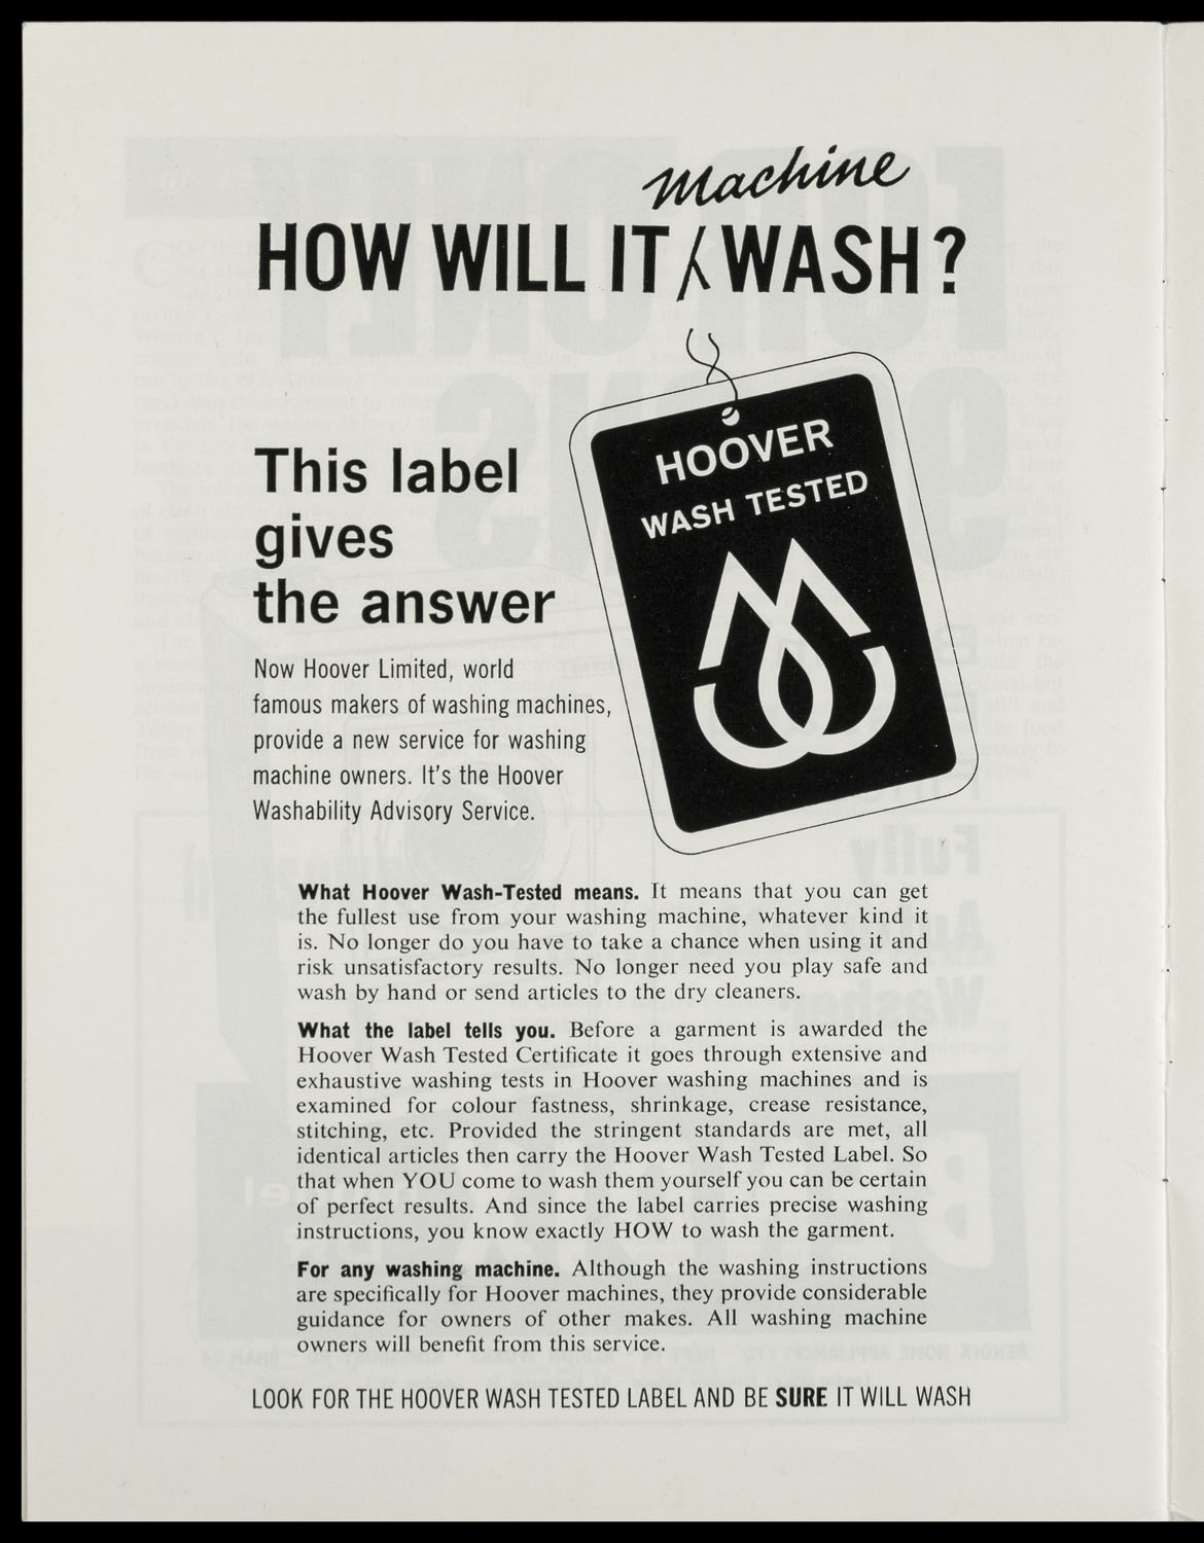 machine
HOW WILL IT WASH?
HOOVER
WASH TESTED
This label
gives
the answer
Now Hoover Limited, world
famous makers of washing machines,
provide a new service for washing
machine owners. It's the Hoover
Washability Advisory Service.
What Hoover Wash-Tested means. It means that you can get
the fullest use from your washing machine, whatever kind it
is. No longer do you have to take a chance when using it and
risk unsatisfactory results. No longer need you play safe and
wash by hand or send articles to the dry cleaners.
What the label tells you. Before a garment is awarded the
Hoover Wash Tested Certificate it goes through extensive and
exhaustive washing tests in Hoover washing machines and is
examined for colour fastness, shrinkage, crease resistance,
stitching, etc. Provided the stringent standards are met, all
identical articles then carry the Hoover Wash Tested Label. So
that when YOU come to wash them yourself you can be certain
of perfect results. And since the label carries precise washing
instructions, you know exactly HOW to wash the garment.
For any washing machine. Although the washing instructions
are specifically for Hoover machines, they provide considerable
guidance for owners of other makes. All washing machine
owners will benefit from this service.
LOOK FOR THE HOOVER WASH TESTED LABEL AND BE SURE IT WILL WASH